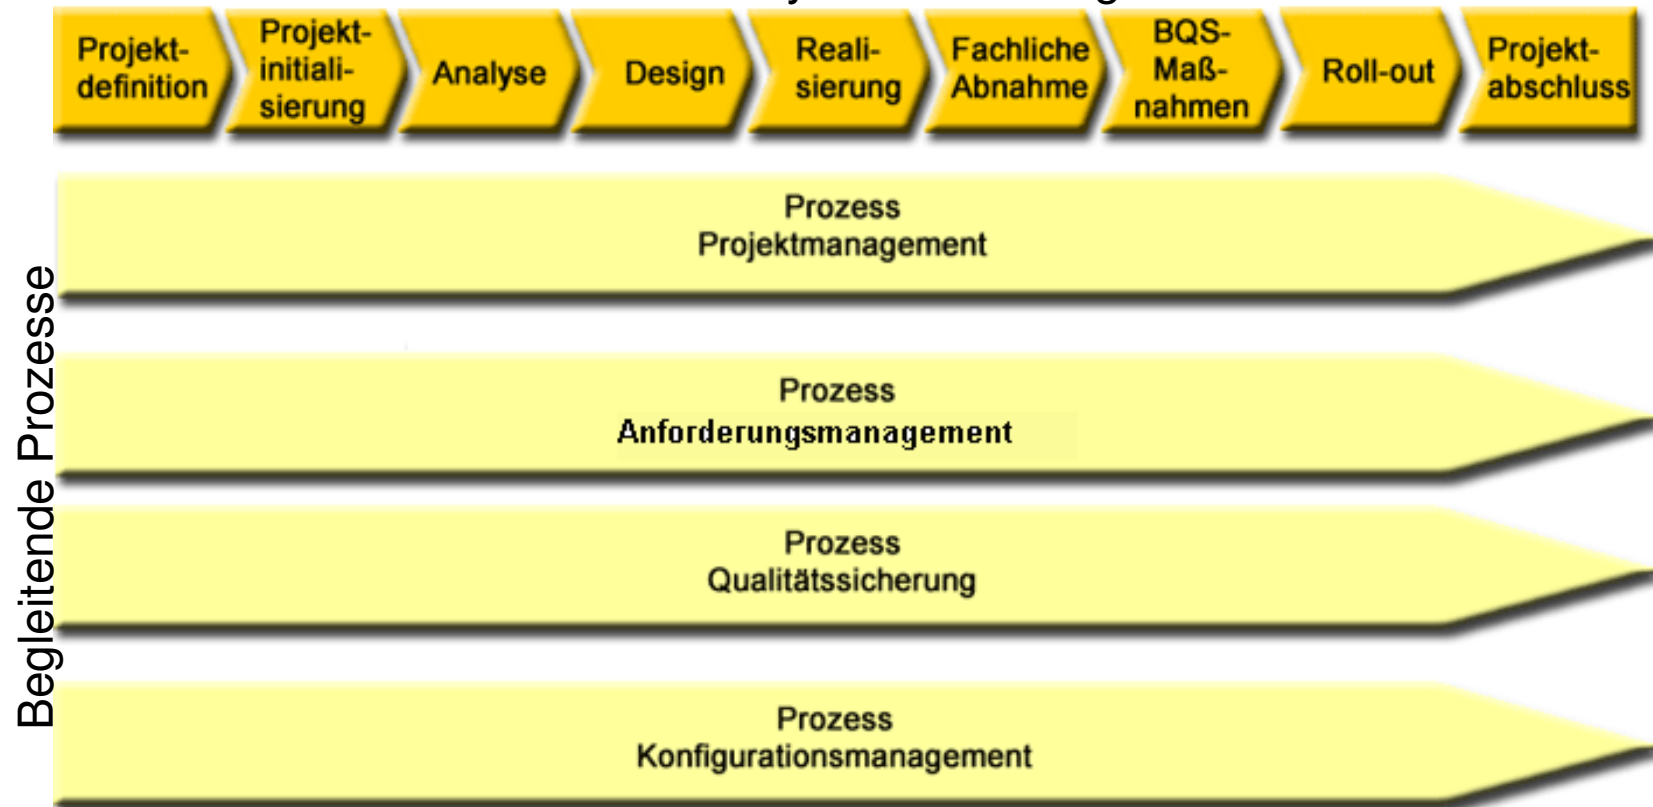 Projekt-
definition
Projekt-
initiali-
sierung
Analyse
Design
Reali-
sierung
Fachliche
Abnahme
BQS-
Maß-
nahmen
Roll-out
Projekt-
abschluss
Begleitende Prozesse
Prozess
Projektmanagement
Prozess
Anforderungsmanagement
Prozess
Qualitätssicherung
Prozess
Konfigurationsmanagement